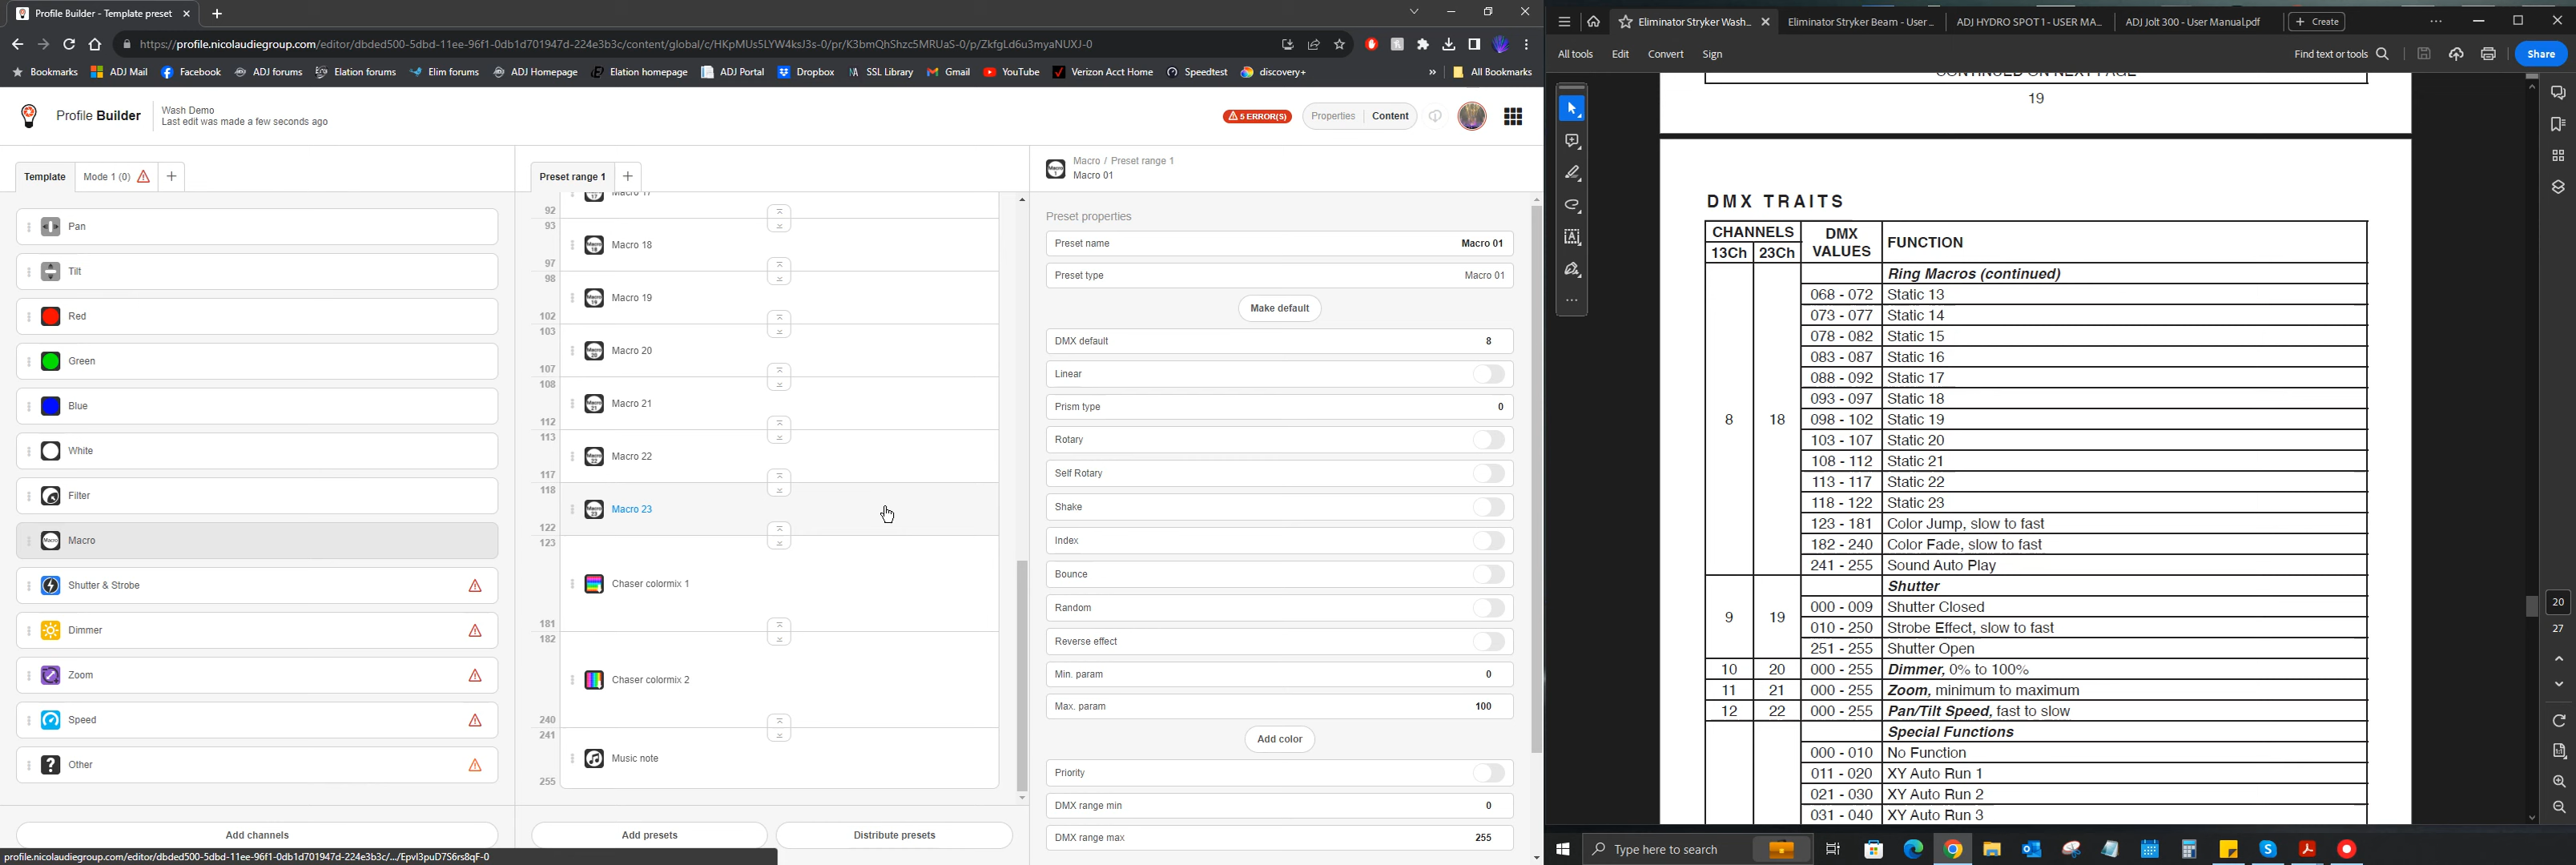 Profile Builder - Template preset
https://profile.nicolaudiegroup.com/editor/dbded500-5dbd-11ee-96f1-0db1d701947d-224e3b3c/content/global/c/HKpMUs5LYW4ksJ3s-0/pr/K3bmQhShzc5MRUaS-0/p/ZkfgLd6u3myaNUXJ-0
Bookmarks ADJ Mail Facebook ADJ forums Elation forums Elim forums ADJ Homepage Elation homepage ADJ Portal Dropbox SSL Library Gmail YouTube Verizon Acct Home Speedtest discovery+ » All Bookmarks
Profile Builder
Wash Demo
Last edit was made a few seconds ago
5 ERROR(S)
Properties Content
Template Mode 1 (0) +
Pan
Tilt
Red
Green
Blue
White
Filter
Macro
Shutter & Strobe
Dimmer
Zoom
Speed
Other
Add channels
Preset range 1 +
Macro 17
92
93
Macro 18
97
98
Macro 19
102
103
Macro 20
107
108
Macro 21
112
113
Macro 22
117
118
Macro 23
122
123
Chaser colormix 1
181
182
Chaser colormix 2
240
241
Music note
255
Add presets Distribute presets
Macro / Preset range 1
Macro 01
Preset properties
Preset name Macro 01
Preset type Macro 01
Make default
DMX default 8
Linear
Prism type 0
Rotary
Self Rotary
Shake
Index
Bounce
Random
Reverse effect
Min. param 0
Max. param 100
Add color
Priority
DMX range min 0
DMX range max 255
profile.nicolaudiegroup.com/editor/dbded500-5dbd-11ee-96f1-0db1d701947d-224e3b3c/.../Epvl3puD7S6rs8qF-0
Eliminator Stryker Wash... Eliminator Stryker Beam - User ... ADJ HYDRO SPOT 1 - USER MA... ADJ Jolt 300 - User Manual.pdf + Create
All tools Edit Convert Sign Find text or tools Share
CONTINUED ON NEXT PAGE
19
DMX TRAITS
CHANNELS DMX VALUES FUNCTION
13Ch 23Ch
Ring Macros (continued)
068 - 072 Static 13
073 - 077 Static 14
078 - 082 Static 15
083 - 087 Static 16
088 - 092 Static 17
093 - 097 Static 18
8 18 098 - 102 Static 19
103 - 107 Static 20
108 - 112 Static 21
113 - 117 Static 22
118 - 122 Static 23
123 - 181 Color Jump, slow to fast
182 - 240 Color Fade, slow to fast
241 - 255 Sound Auto Play
Shutter
000 - 009 Shutter Closed
9 19 010 - 250 Strobe Effect, slow to fast
251 - 255 Shutter Open
10 20 000 - 255 Dimmer, 0% to 100%
11 21 000 - 255 Zoom, minimum to maximum
12 22 000 - 255 Pan/Tilt Speed, fast to slow
Special Functions
000 - 010 No Function
011 - 020 XY Auto Run 1
021 - 030 XY Auto Run 2
031 - 040 XY Auto Run 3
20
27
Type here to search